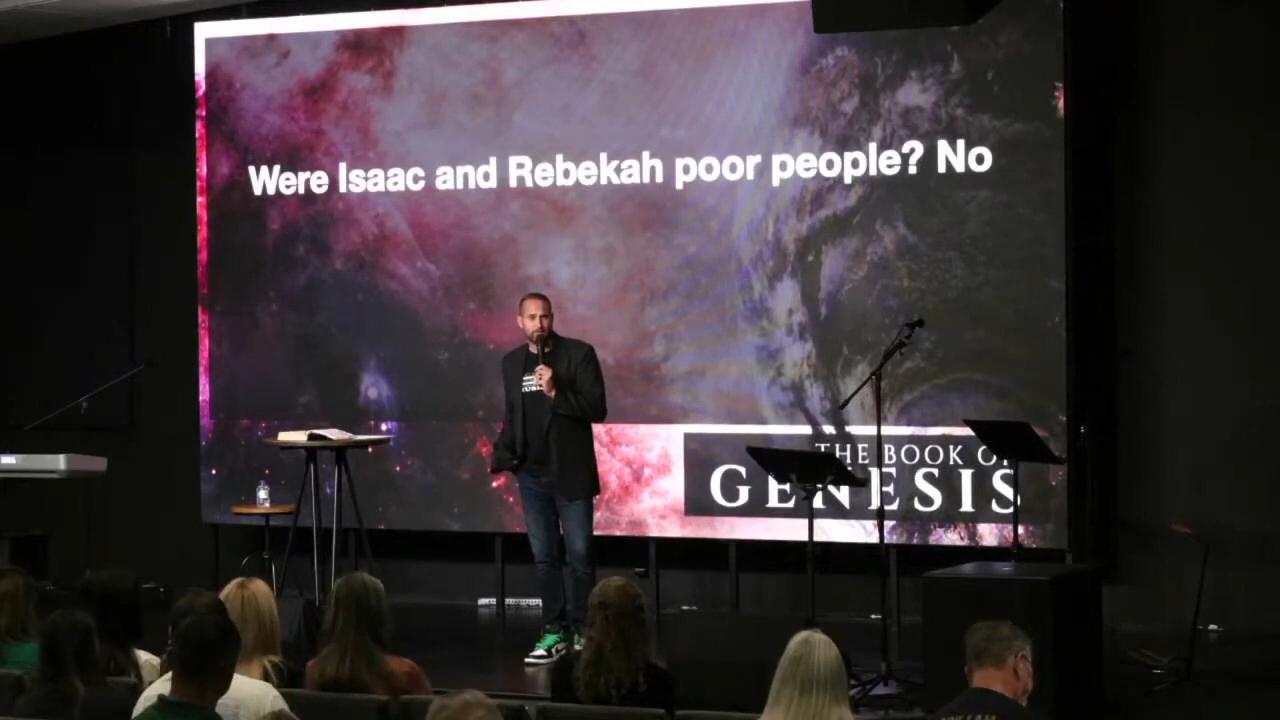 Were Isaac and Rebekah poor people? No
THE BOOK OF
GENESIS